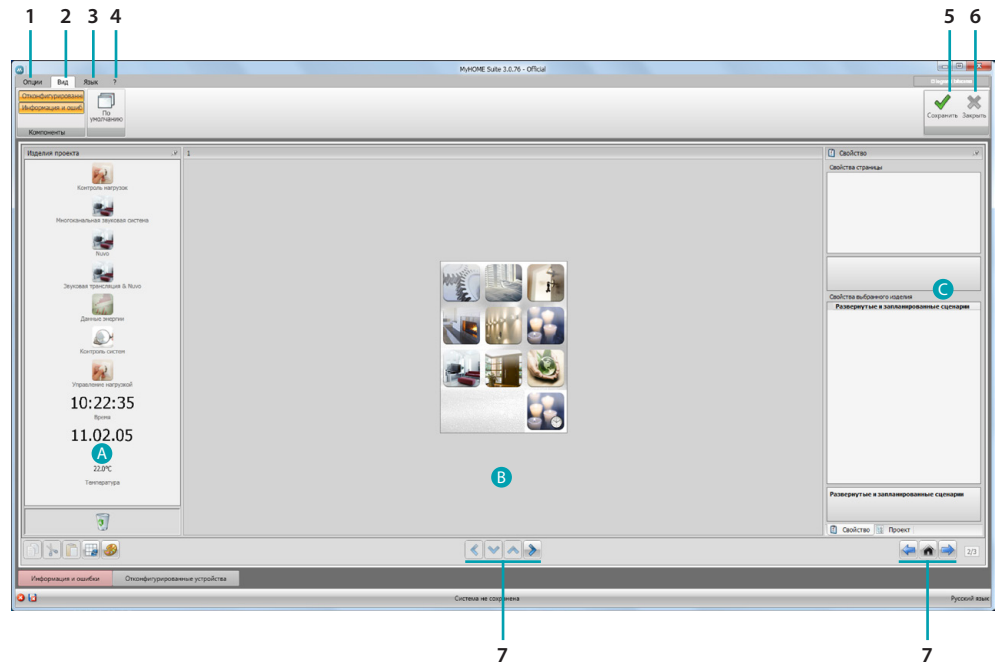 1 2 3 4 5 6
MyHOME Suite 3.0.76 - Official
Опции Вид Язык ?
Отконфигурирование
Информация и ошиб
По умолчанию
Компоненты
Сохранить Закрыть
Изделия проекта
1
Свойство
Свойства страницы
Контроль нагрузок
Многоканальная звуковая система
Nuvo
Звуковая трансляция & Nuvo
Данные энергии
Контроль систем
Управление нагрузкой
10:22:35
Время
11.02.05
A
22.0°C
Температура
B
C
Свойства выбранного изделия
Развернутые и запланированные сценарии
Развернутые и запланированные сценарии
Свойство Проект
2/3
Информация и ошибки Отконфигурированные устройства
Система не сохранена
Русский язык
7 7